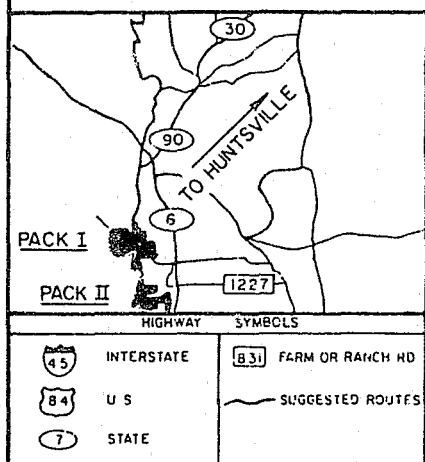 30
90
TO HUNTSVILLE
6
PACK I
1227
PACK II
HIGHWAY SYMBOLS
45 INTERSTATE
831 FARM OR RANCH RD
84 U S
SUGGESTED ROUTES
7 STATE